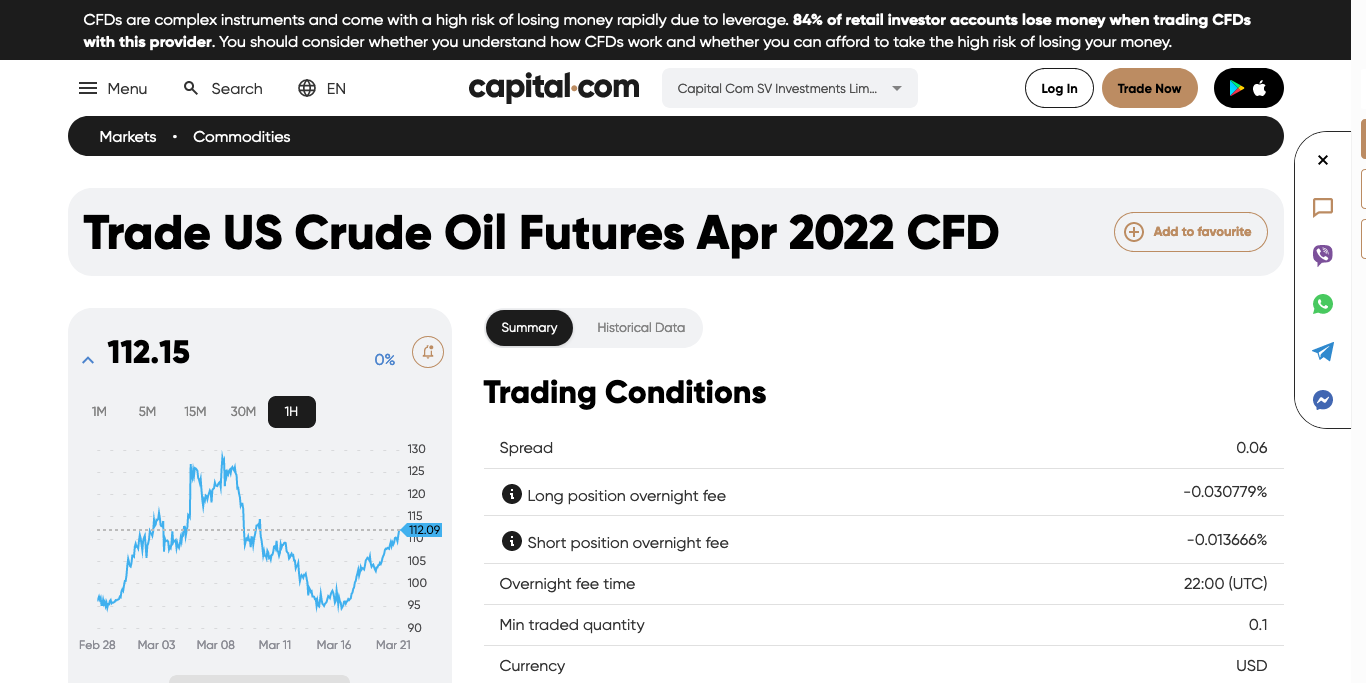 CFDs are complex instruments and come with a high risk of losing money rapidly due to leverage. 84% of retail investor accounts lose money when trading CFDs
with this provider. You should consider whether you understand how CFDs work and whether you can afford to take the high risk of losing your money.
Menu Search EN capital.com Capital Com SV Investments Lim... Log In Trade Now
Markets • Commodities
Trade US Crude Oil Futures Apr 2022 CFD Add to favourite
112.15 0%
1M 5M 15M 30M 1H
130
125
120
115
112.09
110
105
100
95
90
Feb 28 Mar 03 Mar 08 Mar 11 Mar 16 Mar 21
Summary Historical Data
Trading Conditions
Spread 0.06
Long position overnight fee -0.030779%
Short position overnight fee -0.013666%
Overnight fee time 22:00 (UTC)
Min traded quantity 0.1
Currency USD